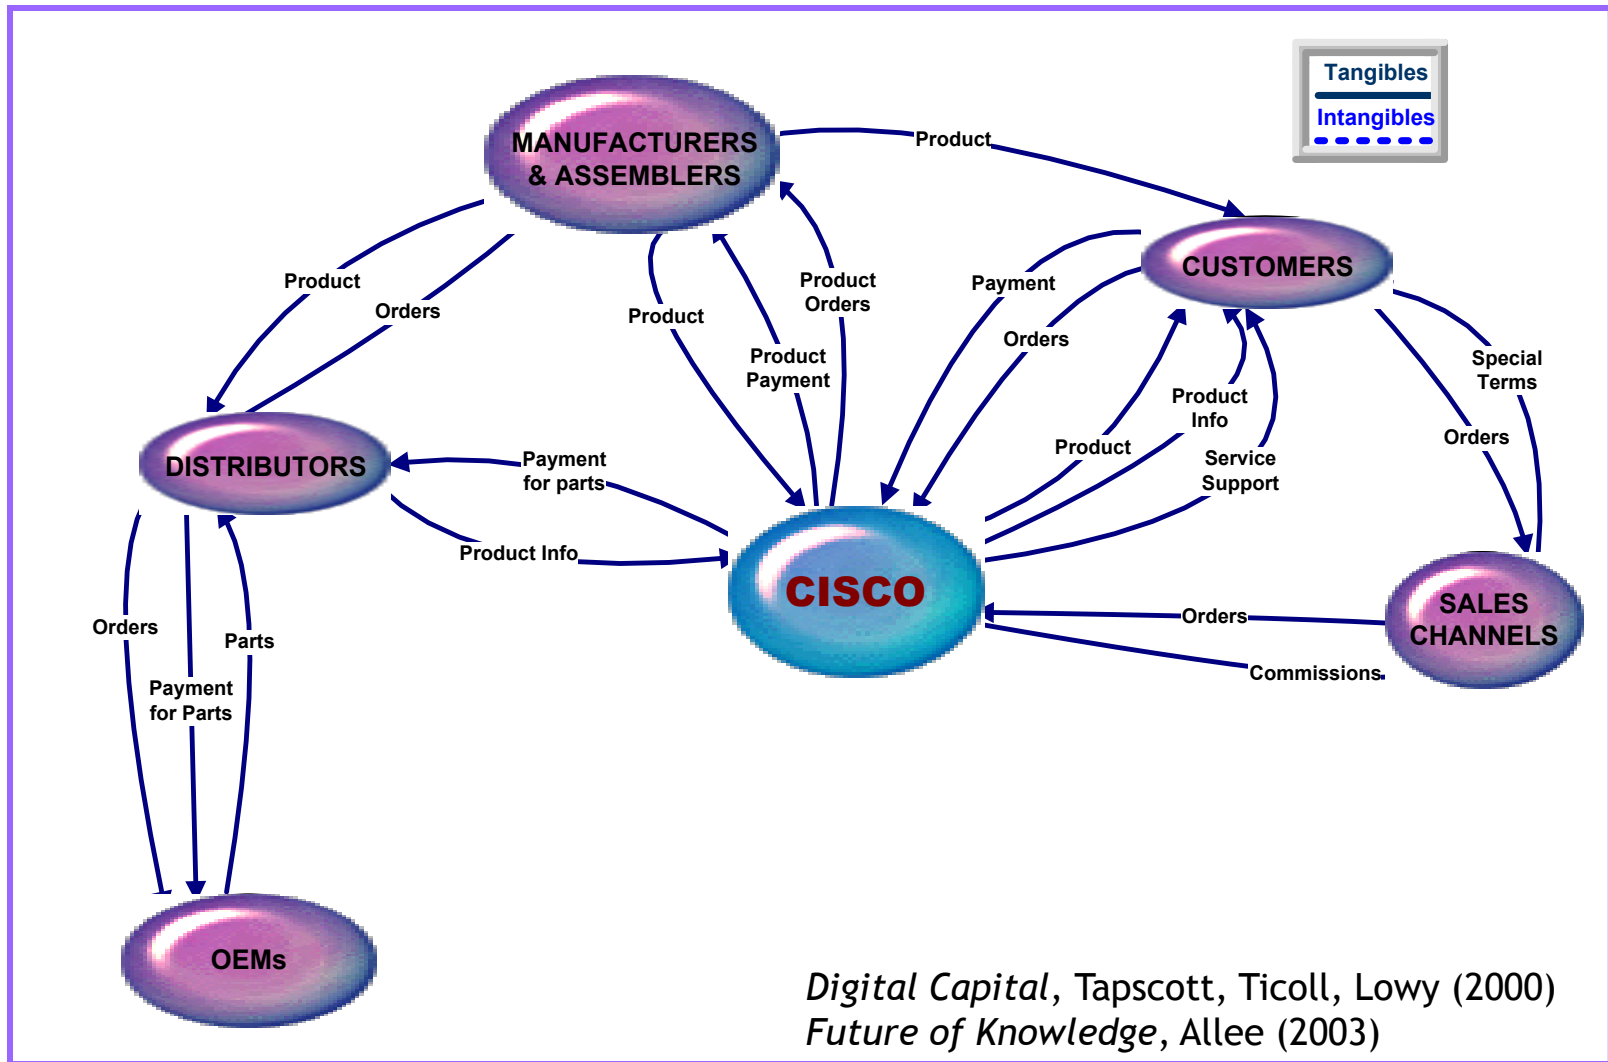 Tangibles
Intangibles
MANUFACTURERS
& ASSEMBLERS
Product
CUSTOMERS
Product
Orders
Product
Product
Orders
Product
Payment
Payment
Orders
Special
Terms
Product
Info
Orders
Product
Service
Support
DISTRIBUTORS
Payment
for parts
Product Info
CISCO
Orders
SALES
CHANNELS
Commissions
Orders
Parts
Payment
for Parts
OEMs
Digital Capital, Tapscott, Ticoll, Lowy (2000)
Future of Knowledge, Allee (2003)